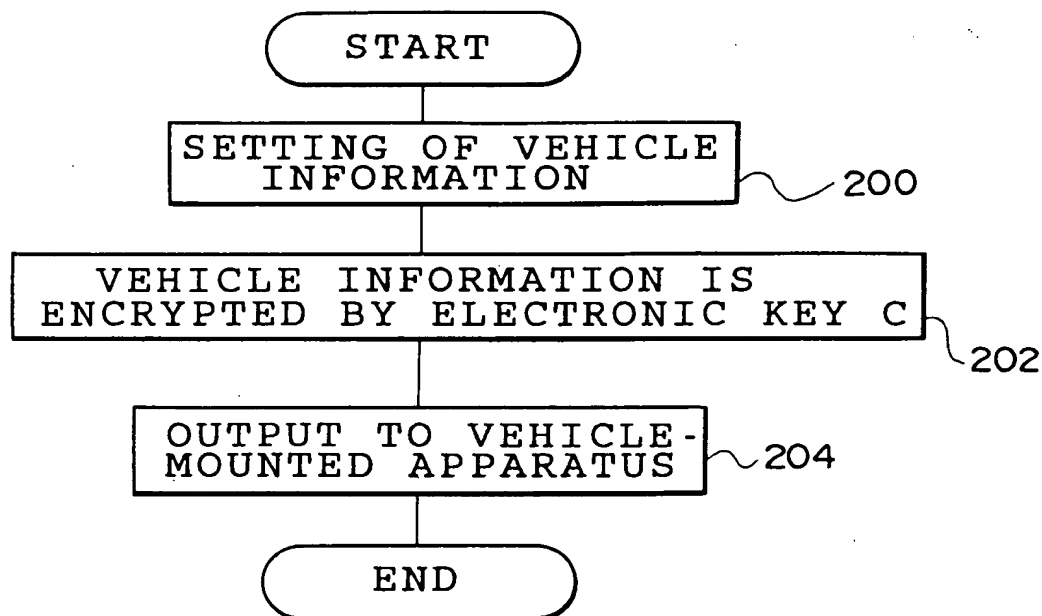 START
SETTING OF VEHICLE
INFORMATION
200
VEHICLE INFORMATION IS
ENCRYPTED BY ELECTRONIC KEY C
202
OUTPUT TO VEHICLE-
MOUNTED APPARATUS
204
END